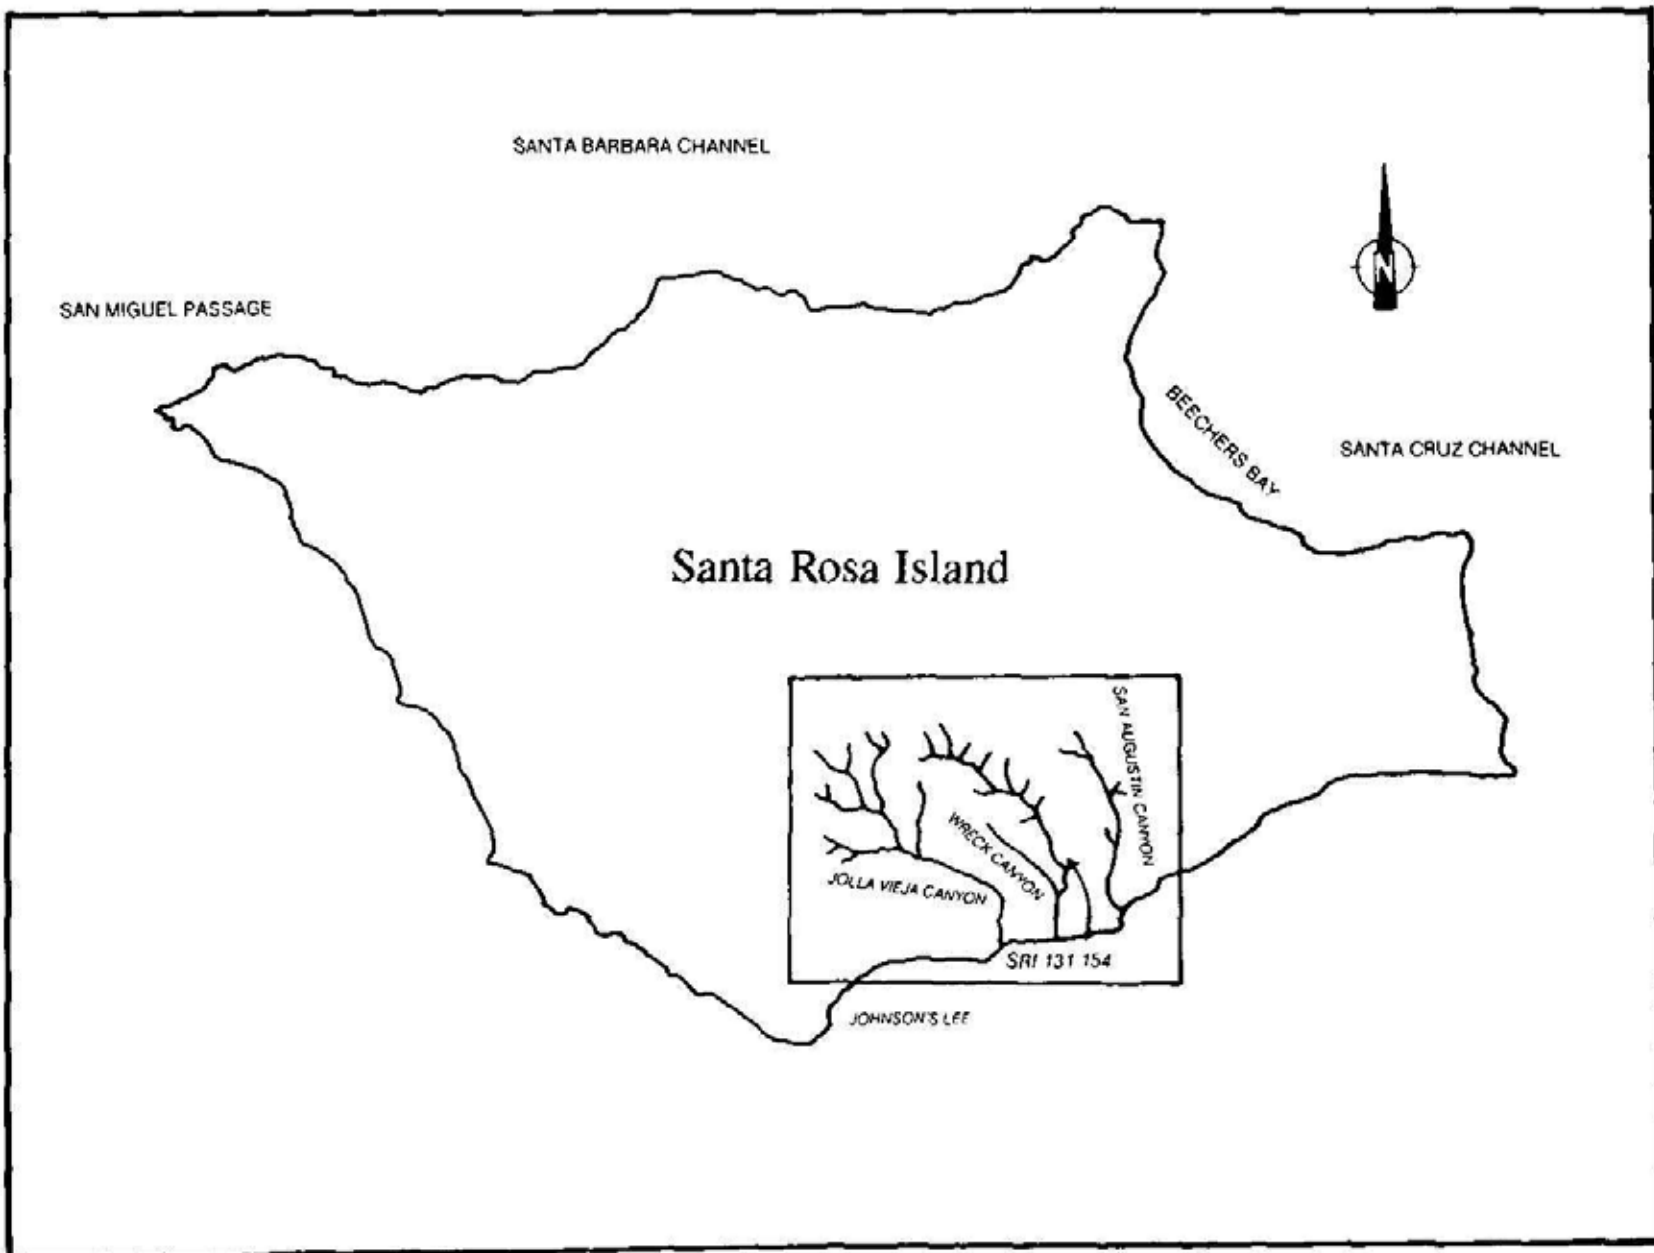 SANTA BARBARA CHANNEL
SAN MIGUEL PASSAGE
N
BEECHERS BAY
SANTA CRUZ CHANNEL
Santa Rosa Island
SAN AUGUSTIN CANYON
WRECK CANYON
JOLLA VIEJA CANYON
SRI 131 154
JOHNSON'S LEE